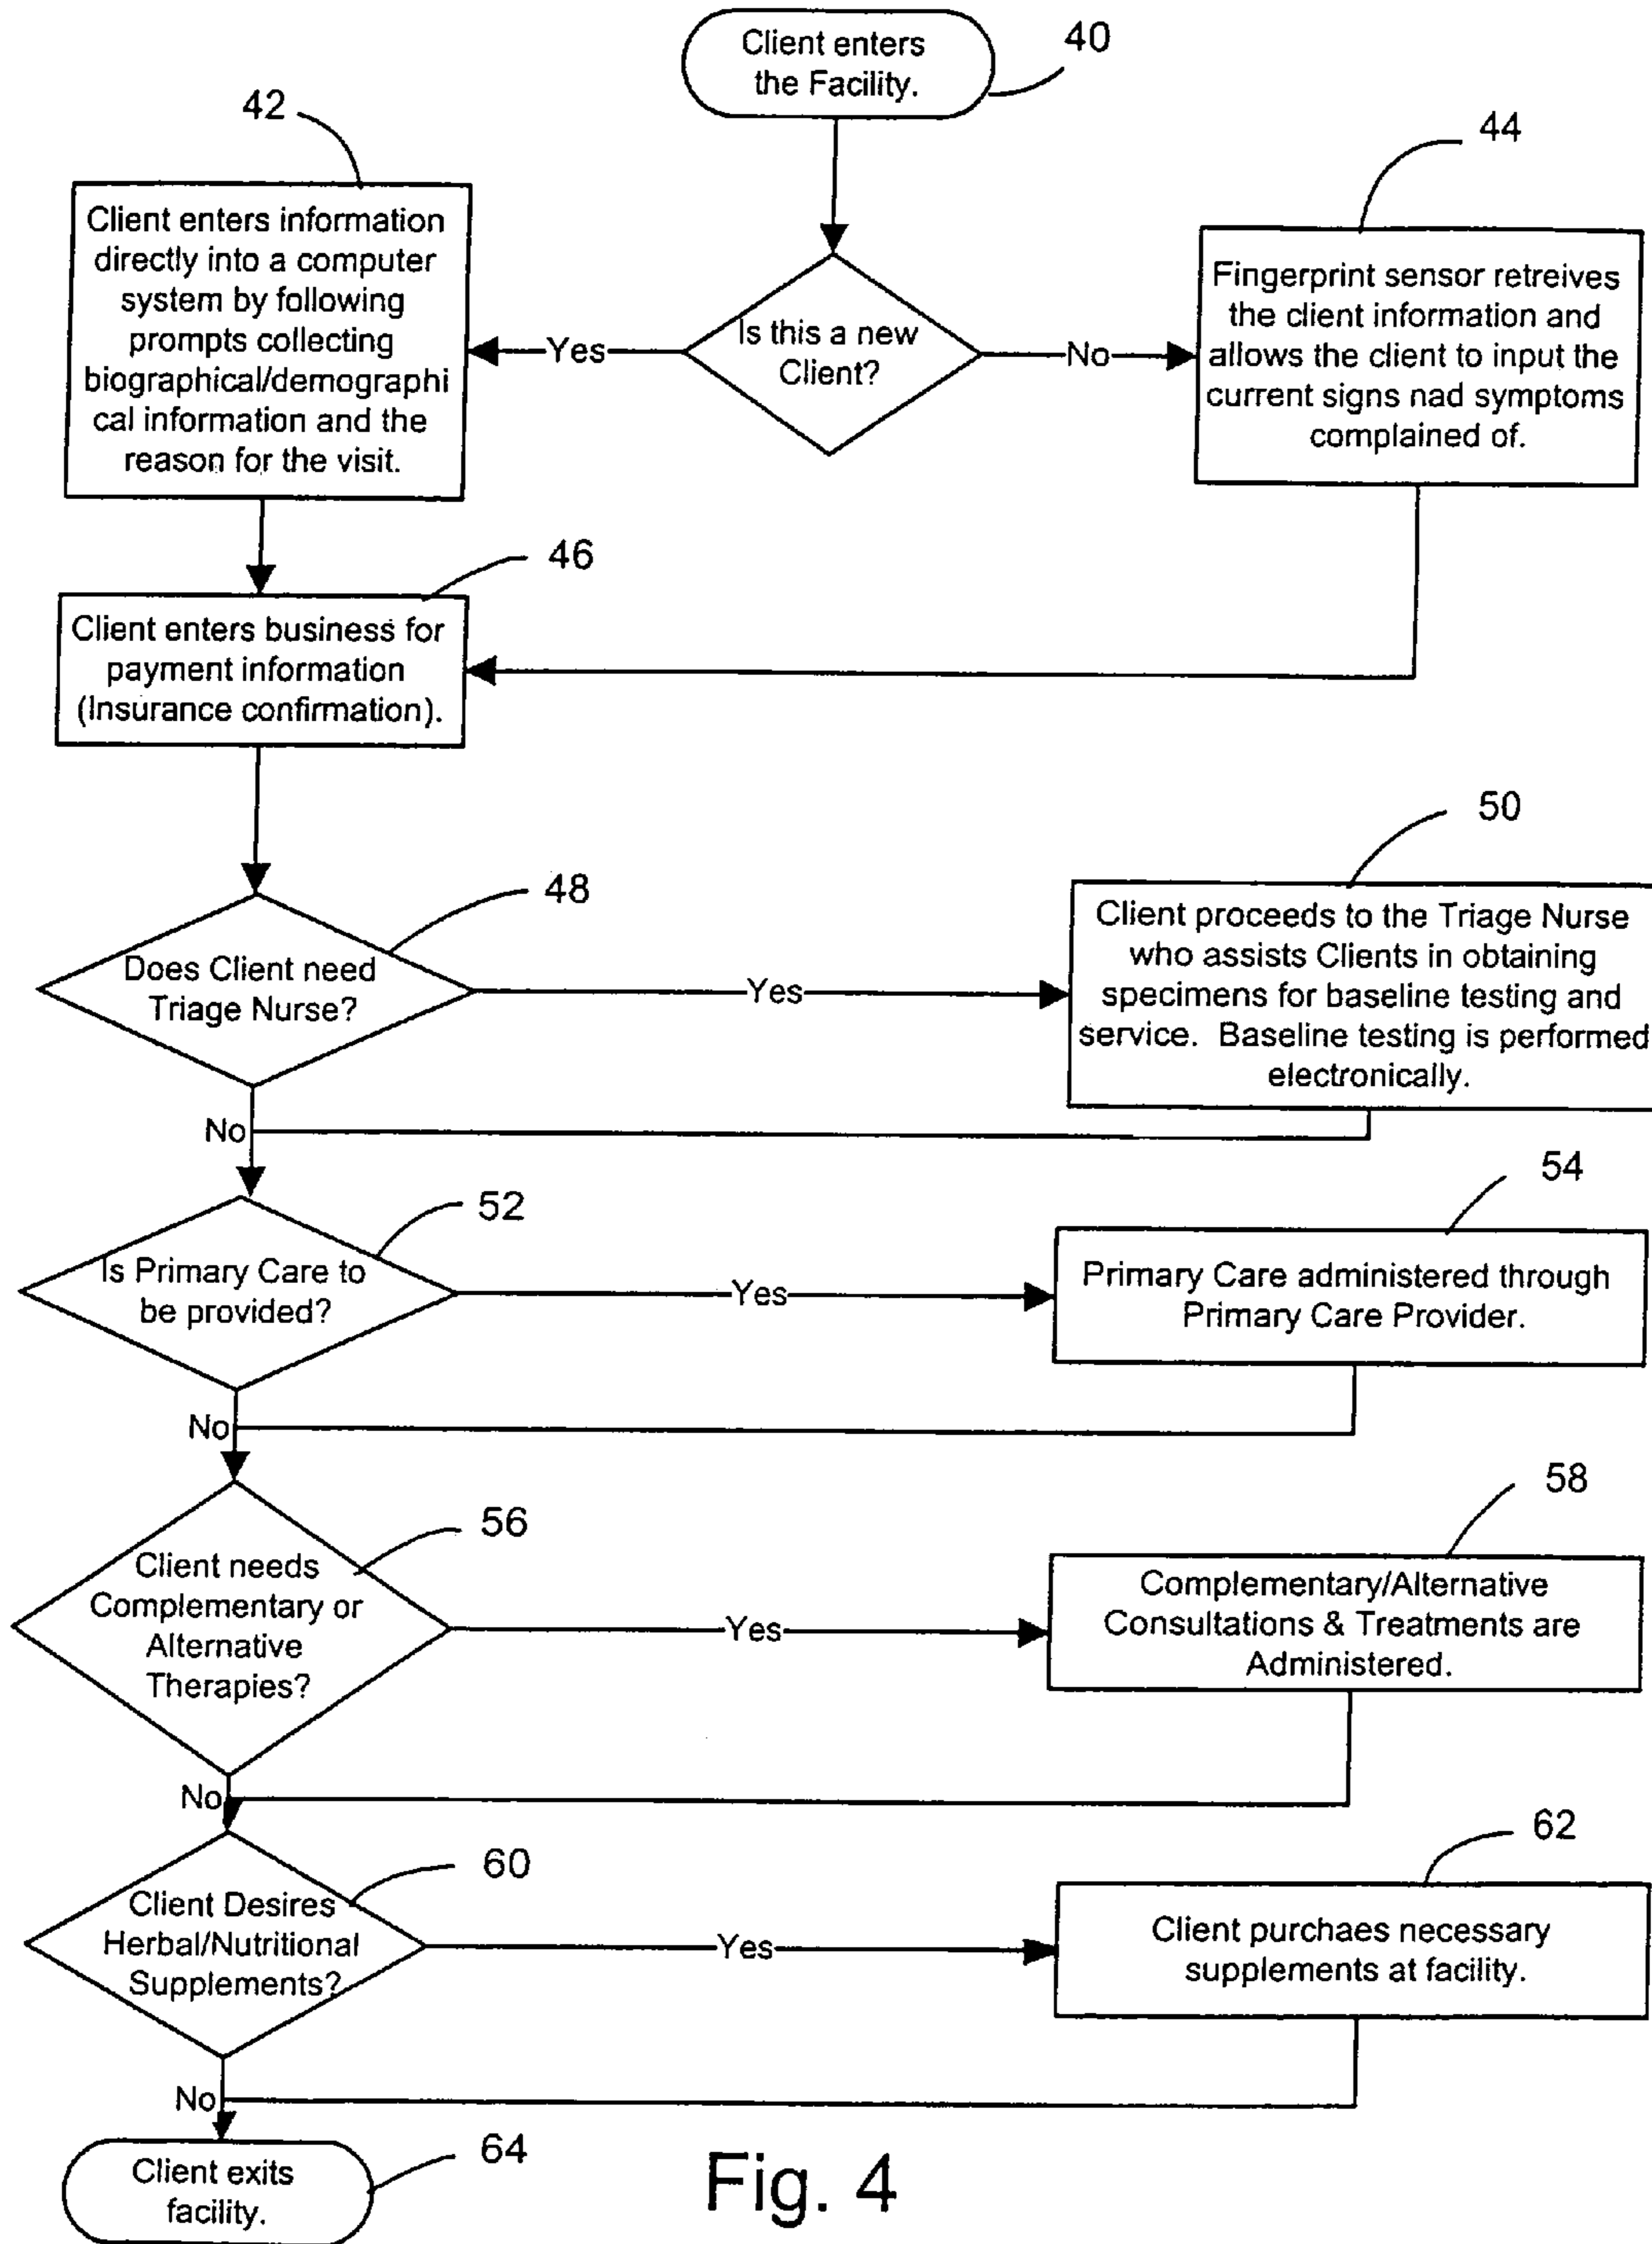 Client enters
the Facility.
40
42
44
Client enters information
directly into a computer
system by following
prompts collecting
biographical/demographi
cal information and the
reason for the visit.
Is this a new
Client?
Yes
No
Fingerprint sensor retreives
the client information and
allows the client to input the
current signs nad symptoms
complained of.
46
Client enters business for
payment information
(Insurance confirmation).
48
Does Client need
Triage Nurse?
Yes
No
50
Client proceeds to the Triage Nurse
who assists Clients in obtaining
specimens for baseline testing and
service. Baseline testing is performed
electronically.
52
Is Primary Care to
be provided?
Yes
No
54
Primary Care administered through
Primary Care Provider.
56
Client needs
Complementary or
Alternative
Therapies?
Yes
No
58
Complementary/Alternative
Consultations & Treatments are
Administered.
60
Client Desires
Herbal/Nutritional
Supplements?
Yes
No
62
Client purchaes necessary
supplements at facility.
64
Client exits
facility.
Fig. 4